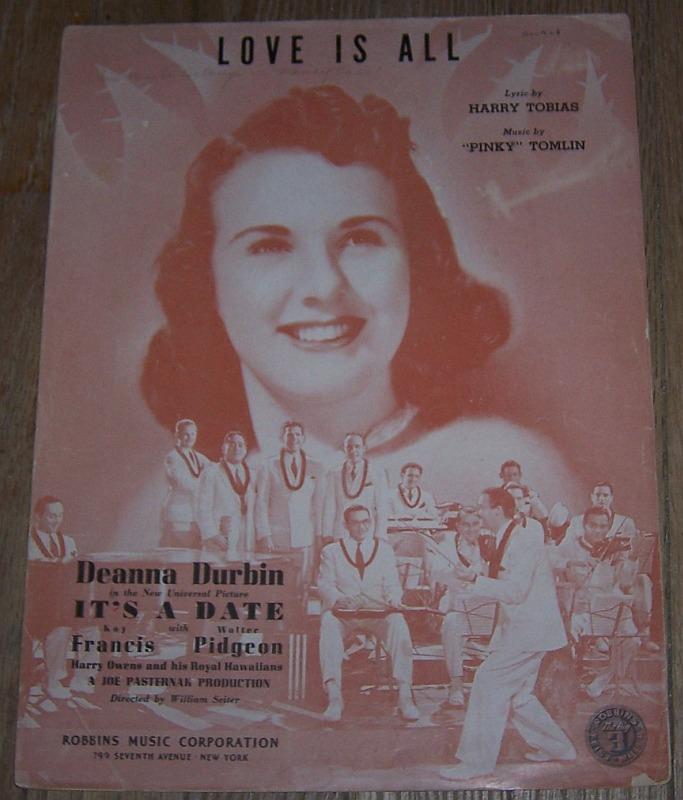 LOVE IS ALL
Lyric by
HARRY TOBIAS
Music by
"PINKY" TOMLIN
Deanna Durbin
in the New Universal Picture
IT'S A DATE
Kay with Walter
Francis Pidgeon
Harry Owens and his Royal Hawaiians
A JOE PASTERNAK PRODUCTION
Directed by William Seiter
ROBBINS MUSIC CORPORATION
799 SEVENTH AVENUE · NEW YORK
ROBBINS